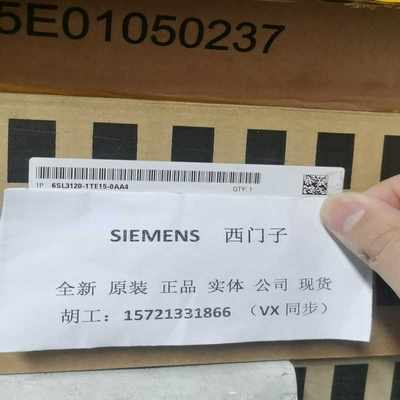 5E01050237
1P 6SL3120-1TE15-0AA4 QTY: 1
SIEMENS 西门子
全新 原装 正品 实体 公司 现货
胡工：15721331866 （VX 同步）